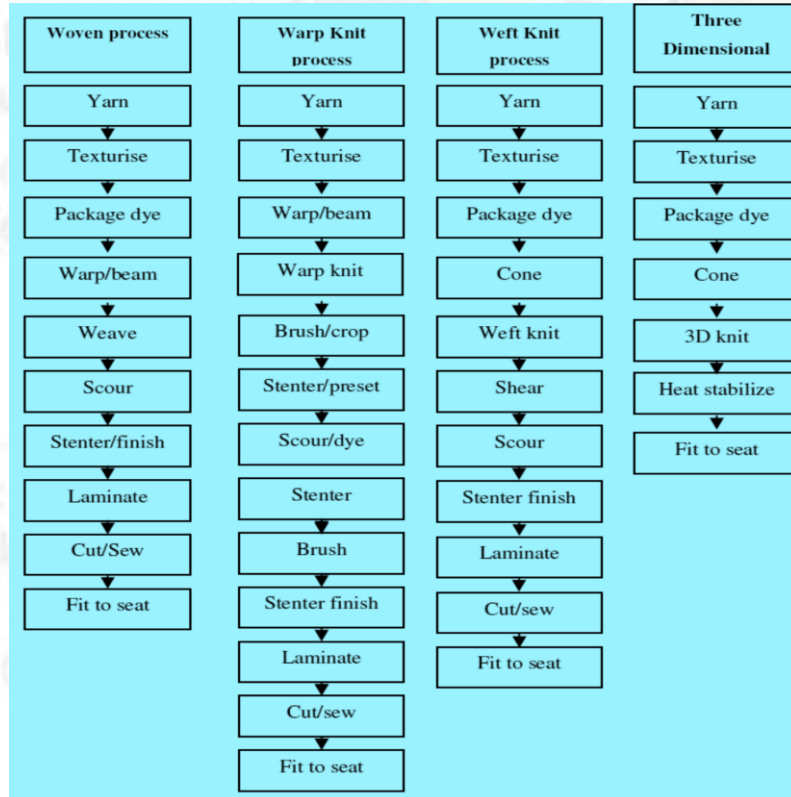 Woven process
Yarn
Texturise
Package dye
Warp/beam
Weave
Scour
Stenter/finish
Laminate
Cut/Sew
Fit to seat
Warp Knit
process
Yarn
Texturise
Warp/beam
Warp knit
Brush/crop
Stenter/preset
Scour/dye
Stenter
Brush
Stenter finish
Laminate
Cut/sew
Fit to seat
Weft Knit
process
Yarn
Texturise
Package dye
Cone
Weft knit
Shear
Scour
Stenter finish
Laminate
Cut/sew
Fit to seat
Three
Dimensional
Yarn
Texturise
Package dye
Cone
3D knit
Heat stabilize
Fit to seat